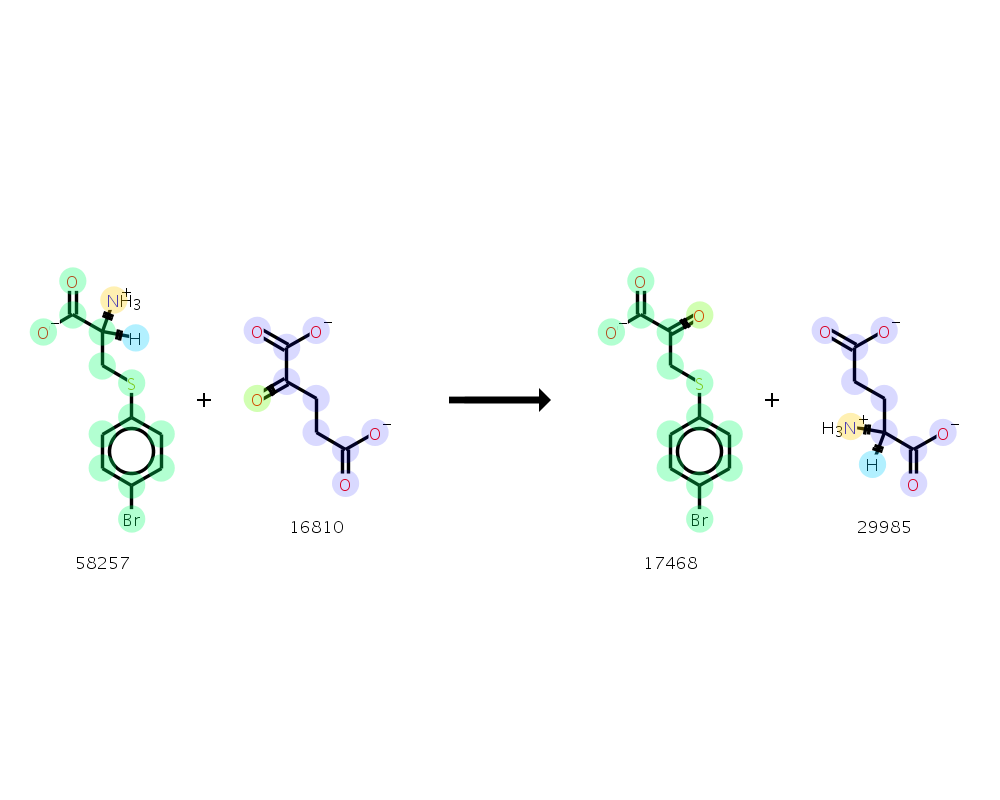 O O
NH₃⁺ O O⁻ O O O⁻
O⁻ H O⁻ H₃N⁺ O⁻
S + O O⁻ S + H
O O
Br Br
16810 29985
58257 17468